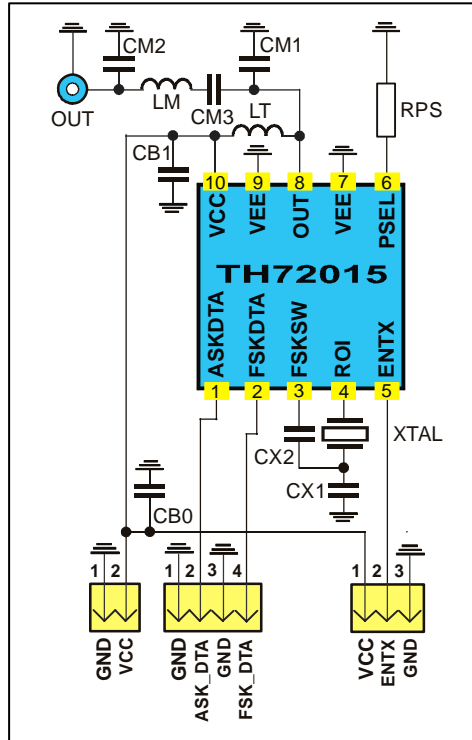 CM2
CM1
OUT
LM
CM3
LT
RPS
CB1
10 9 8 7 6
VCC VEE OUT VEE PSEL
TH72015
ASKDTA FSKDTA FSKSW ROI ENTX
1 2 3 4 5
CX2
XTAL
CX1
CB0
1 2
1 2 3 4
1 2 3
GND VCC
GND ASK_DTA GND FSK_DTA
VCC ENTX GND